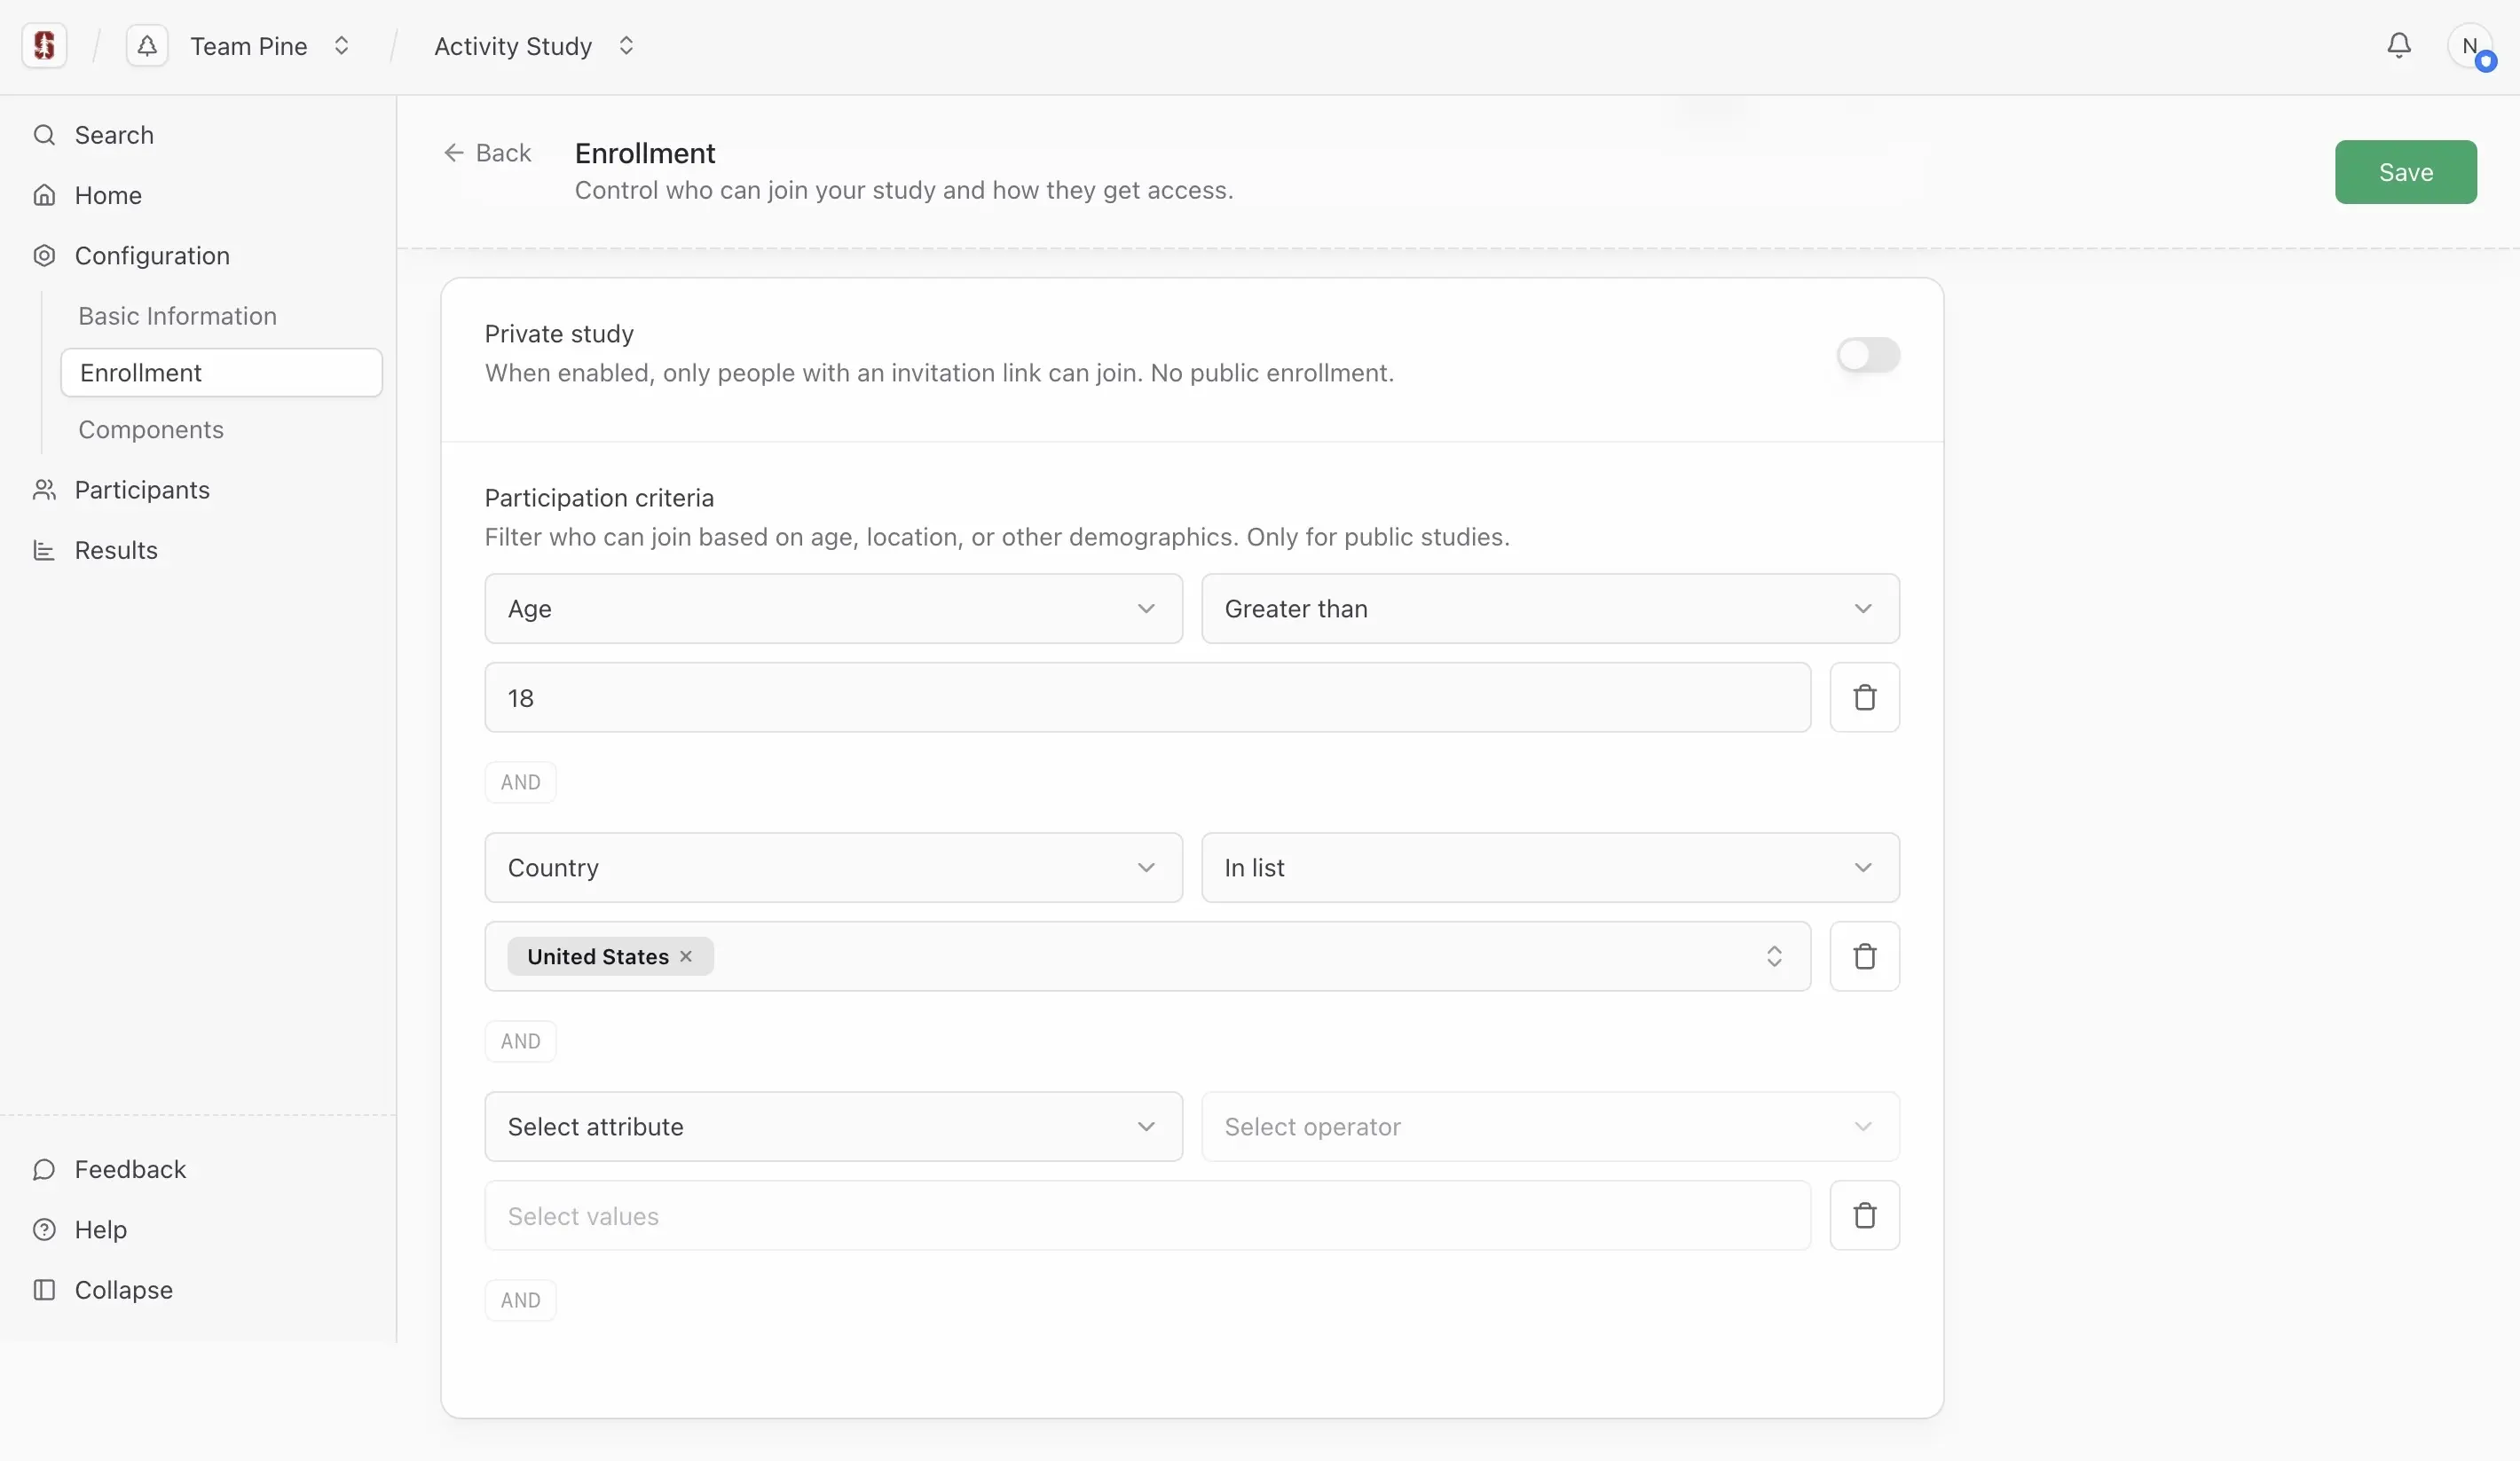 Team Pine
Activity Study
N
Search
Home
Configuration
Basic Information
Enrollment
Components
Participants
Results
Feedback
Help
Collapse
Back
Enrollment
Control who can join your study and how they get access.
Save
Private study
When enabled, only people with an invitation link can join. No public enrollment.
Participation criteria
Filter who can join based on age, location, or other demographics. Only for public studies.
Age
Greater than
18
AND
Country
In list
United States
AND
Select attribute
Select operator
Select values
AND